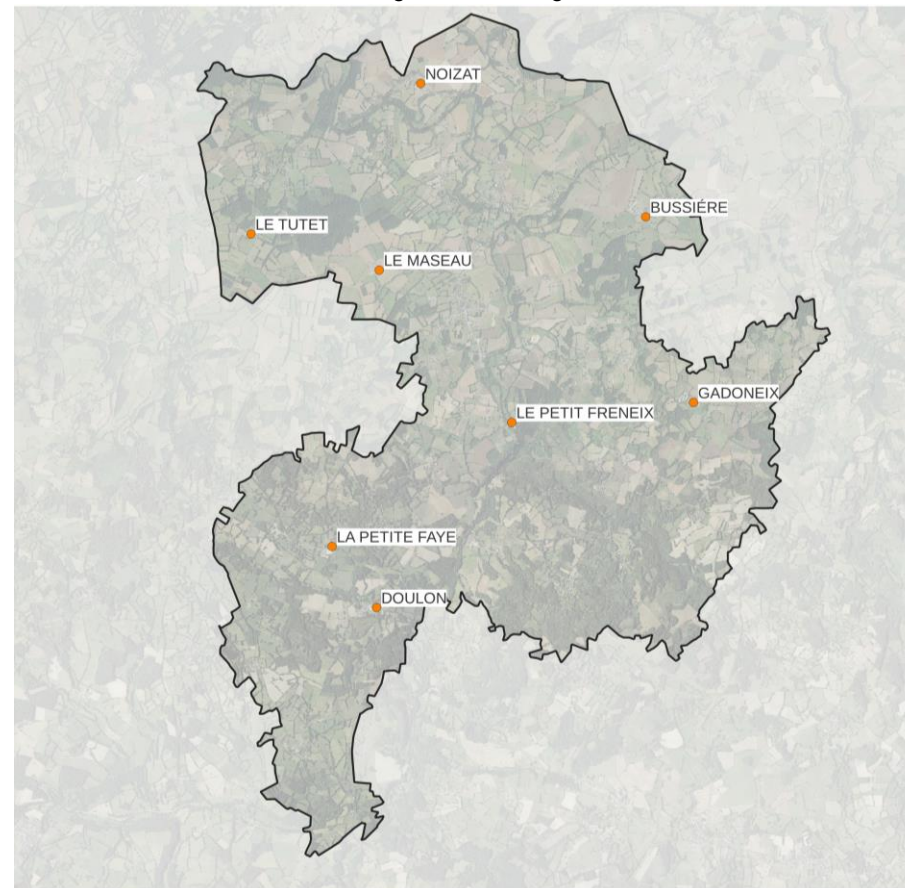 NOIZAT
BUSSIÉRE
LE TUTET
LE MASEAU
GADONEIX
LE PETIT FRENEIX
LA PETITE FAYE
DOULON